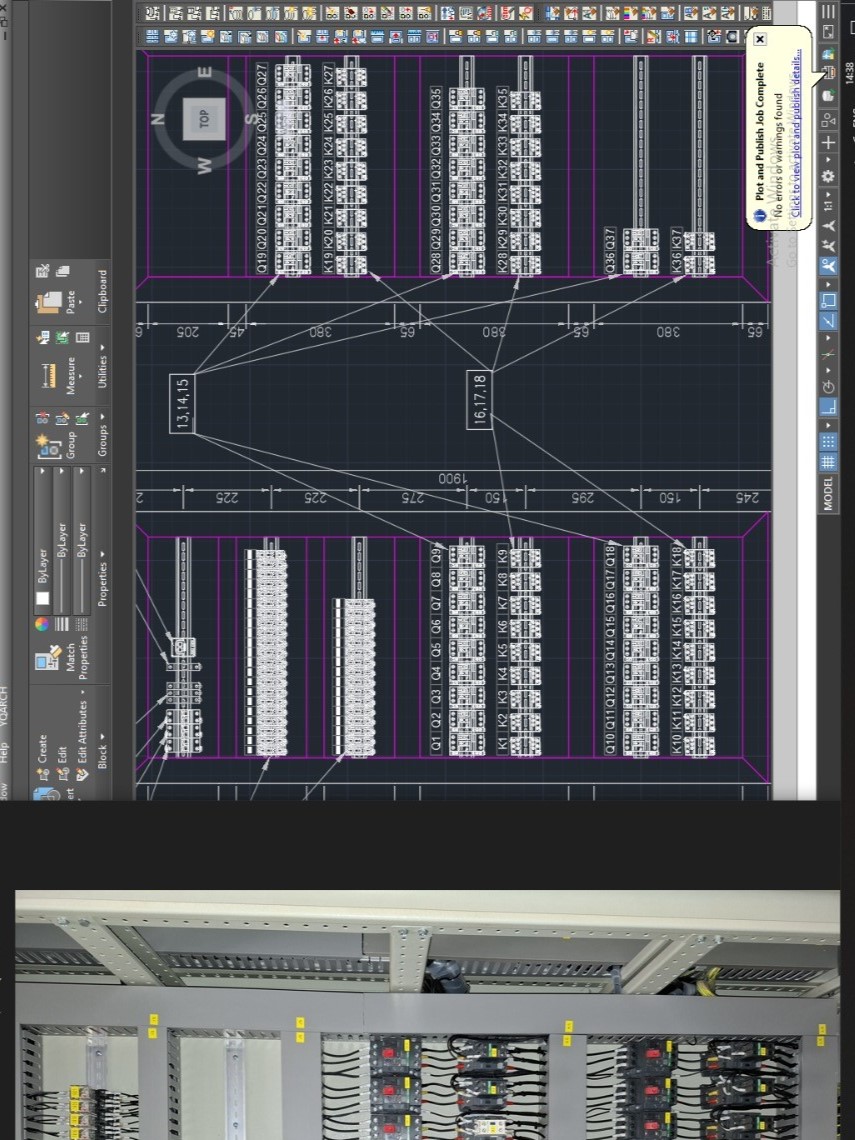 Q19 Q20 Q21 Q22 Q23 Q24 Q25 Q26 Q27
K19 K20 K21 K22 K23 K24 K25 K26 K27
Q28 Q29 Q30 Q31 Q32 Q33 Q34 Q35
K28 K29 K30 K31 K32 K33 K34 K35
Q36 Q37
K36 K37
N
E
S
W
TOP
Plot and Publish Job Complete
No errors or warnings found
Click to view plot and publish details...
Activate Windows
14:38
205
45
380
65
380
65
380
65
13,14,15
16,17,18
1900
225
225
275
150
295
150
245
Q1 Q2 Q3 Q4 Q5 Q6 Q7 Q8 Q9
K1 K2 K3 K4 K5 K6 K7 K8 K9
Q10 Q11 Q12 Q13 Q14 Q15 Q16 Q17 Q18
K10 K11 K12 K13 K14 K15 K16 K17 K18
Help YQARCH
Create
Edit
Edit Attributes
Block
Match
Properties
ByLayer
ByLayer
ByLayer
Properties
Group
Groups
Measure
Utilities
Paste
Clipboard
MODEL
1:1